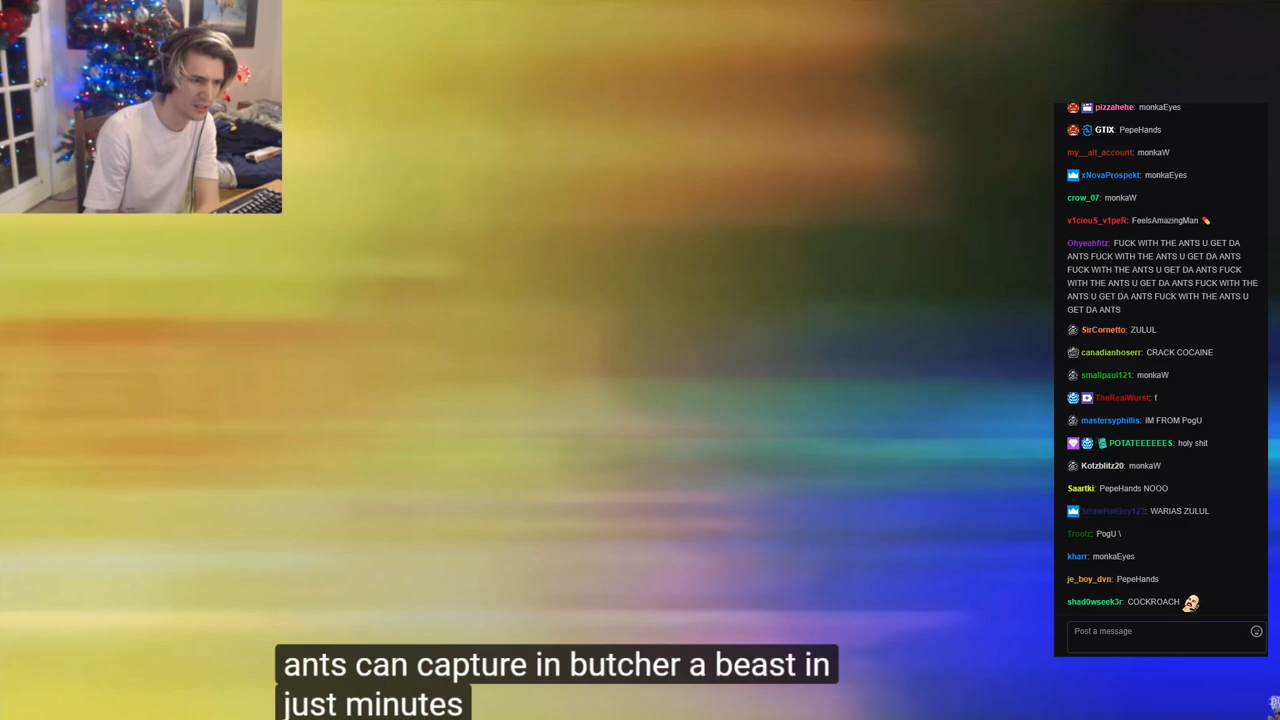 pizzahehe: monkaEyes
GTIX: PepeHands
my__alt_account: monkaW
xNovaProspekt: monkaEyes
crow_07: monkaW
v1ciouS_v1peR: FeelsAmazingMan
Ohyeahfitz: FUCK WITH THE ANTS U GET DA
ANTS FUCK WITH THE ANTS U GET DA ANTS
FUCK WITH THE ANTS U GET DA ANTS FUCK
WITH THE ANTS U GET DA ANTS FUCK WITH THE
ANTS U GET DA ANTS FUCK WITH THE ANTS U
GET DA ANTS
SirCornetto: ZULUL
canadianhoserr: CRACK COCAINE
smallpaul121: monkaW
TheRealWurst: f
mastersyphillis: IM FROM PogU
POTATEEEEEES: holy shit
Kotzblitz20: monkaW
Saartki: PepeHands NOOO
StrawHatGuy123: WARIAS ZULUL
Troolz: PogU \
kharr: monkaEyes
je_boy_dvn: PepeHands
shad0wseek3r: COCKROACH
Post a message
ants can capture in butcher a beast in
just minutes